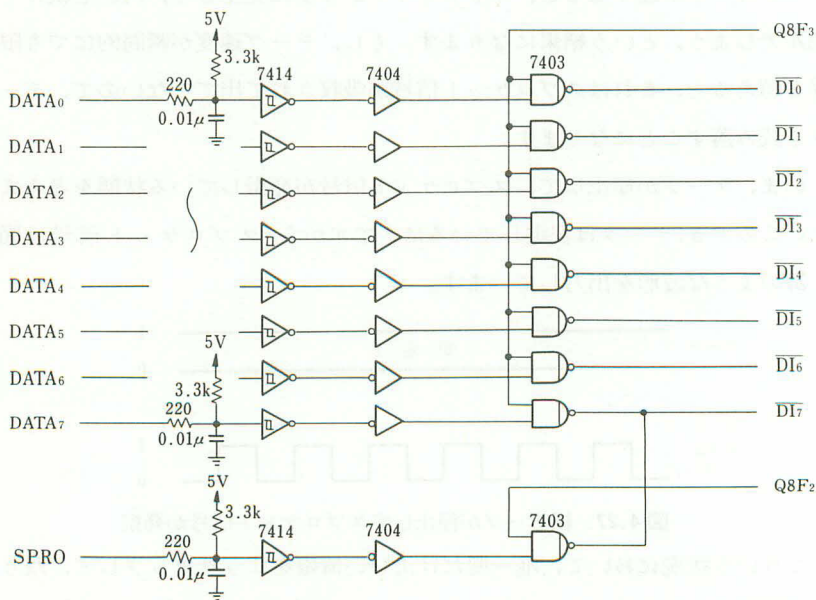 5V
3.3k
220
0.01μ
7414
7404
7403
Q8F3
DATA0
DI0
DATA1
DI1
DATA2
DI2
DATA3
DI3
DATA4
DI4
DATA5
DI5
5V
DATA6
DI6
3.3k
220
0.01μ
DATA7
DI7
5V
3.3k
220
0.01μ
7414
7404
7403
Q8F2
SPRO